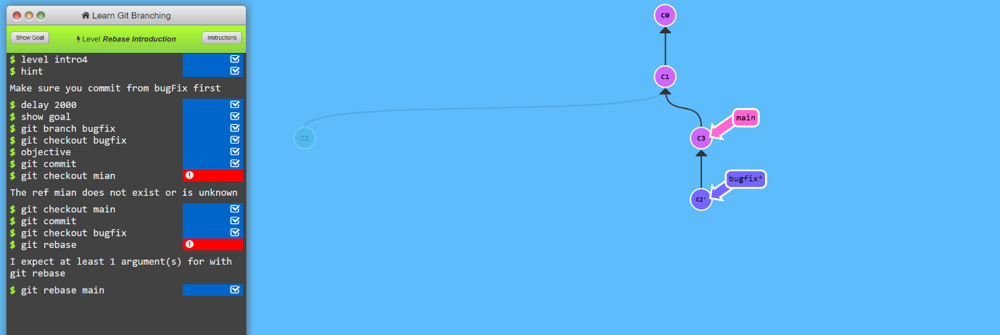 Learn Git Branching
Show Goal
Level Rebase Introduction
Instructions
$ level intro4
$ hint
Make sure you commit from bugFix first
$ delay 2000
$ show goal
$ git branch bugfix
$ git checkout bugfix
$ objective
$ git commit
$ git checkout mian
The ref mian does not exist or is unknown
$ git checkout main
$ git commit
$ git checkout bugfix
$ git rebase
I expect at least 1 argument(s) for with
git rebase
$ git rebase main
C0
C1
C2
C3
main
C2'
bugfix*